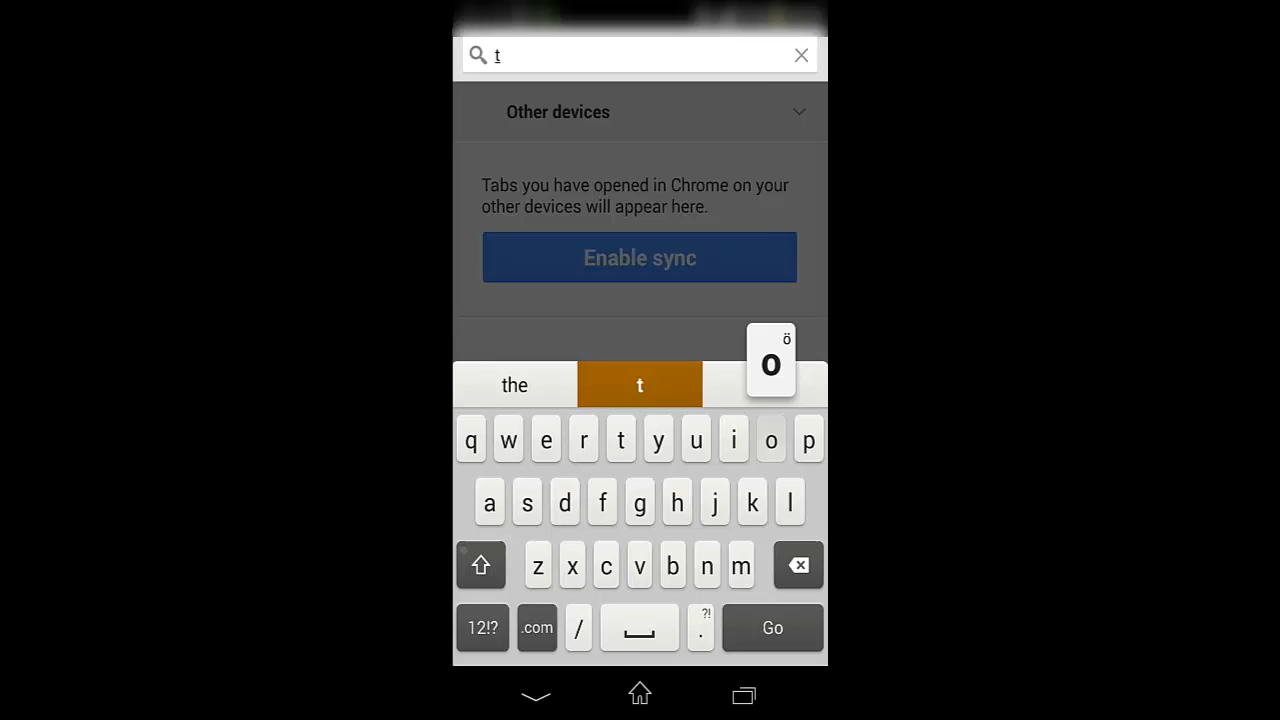 t
Other devices
Tabs you have opened in Chrome on your
other devices will appear here.
Enable sync
ö
o
the t
q w e r t y u i o p
a s d f g h j k l
z x c v b n m
?!
12!? .com / . Go